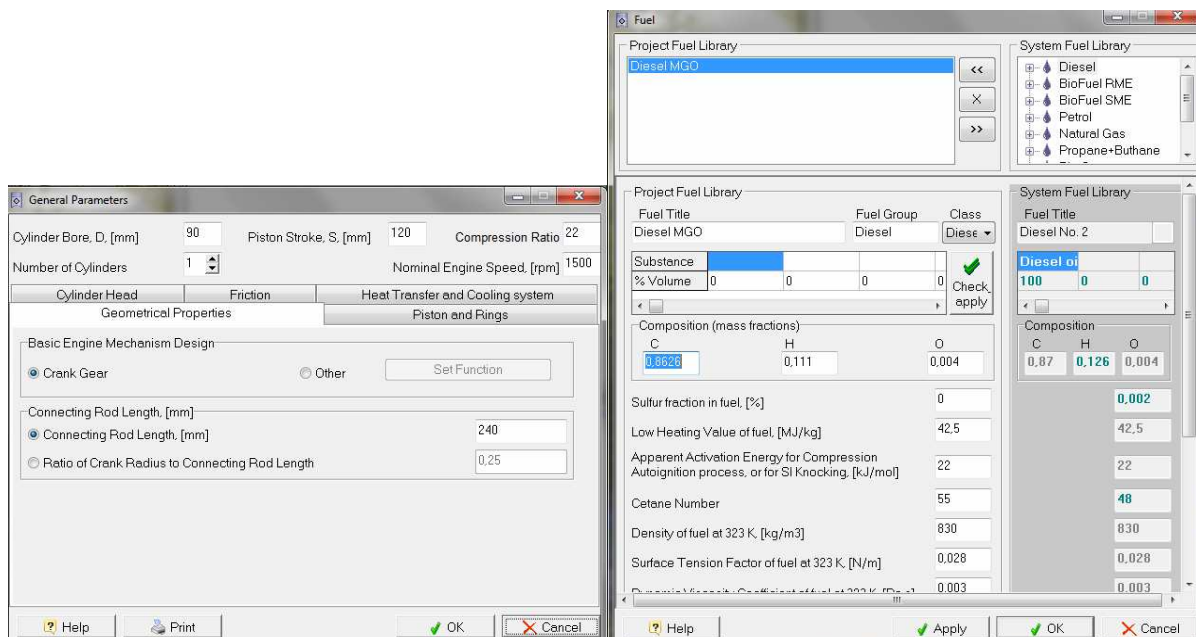 General Parameters
Cylinder Bore, D, [mm] 90 Piston Stroke, S, [mm] 120 Compression Ratio 22
Number of Cylinders 1 Nominal Engine Speed, [rpm] 1500
Cylinder Head Friction Heat Transfer and Cooling system
Geometrical Properties Piston and Rings
Basic Engine Mechanism Design
Crank Gear Other Set Function
Connecting Rod Length, [mm]
Connecting Rod Length, [mm] 240
Ratio of Crank Radius to Connecting Rod Length 0,25
Help Print OK Cancel
Fuel
Project Fuel Library System Fuel Library
Diesel MGO
<<
X
>>
Diesel
BioFuel RME
BioFuel SME
Petrol
Natural Gas
Propane+Buthane
Project Fuel Library System Fuel Library
Fuel Title Fuel Group Class Fuel Title
Diesel MGO Diesel Diese Diesel No. 2
Substance Diesel oi
% Volume 0 0 0 0 Check apply 100 0 0
Composition (mass fractions) Composition
C H O C H O
0,8626 0,111 0,004 0,87 0,126 0,004
Sulfur fraction in fuel, [%] 0 0,002
Low Heating Value of fuel, [MJ/kg] 42,5 42,5
Apparent Activation Energy for Compression
Autoignition process, or for SI Knocking, [kJ/mol] 22 22
Cetane Number 55 48
Density of fuel at 323 K, [kg/m3] 830 830
Surface Tension Factor of fuel at 323 K, [N/m] 0,028 0,028
Dynamic Viscosity Coefficient of fuel at 323 K, [Pa s] 0,003 0,003
Help Apply OK Cancel